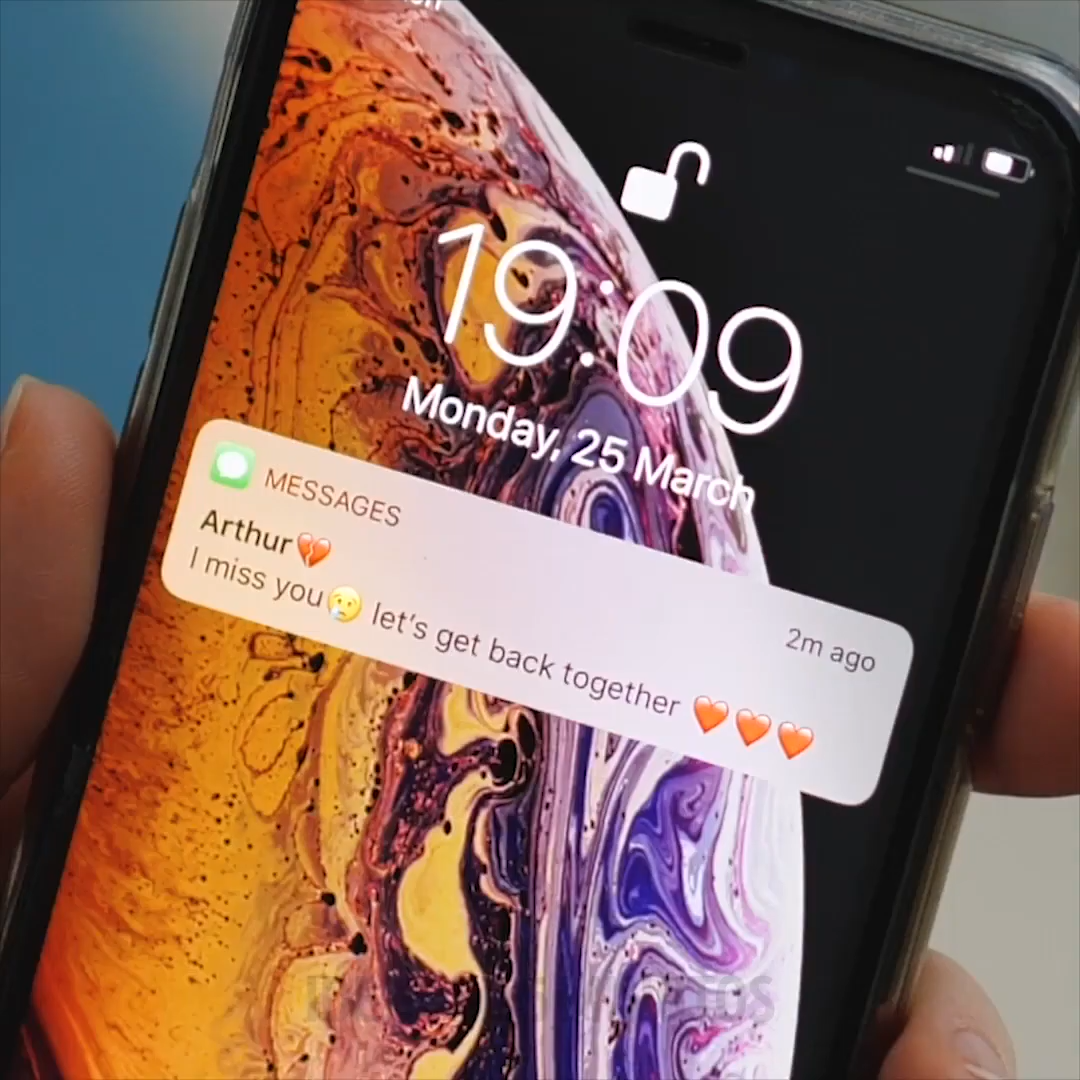 19:09
Monday, 25 March
MESSAGES
Arthur💔
2m ago
I miss you😢 let's get back together ❤️❤️❤️